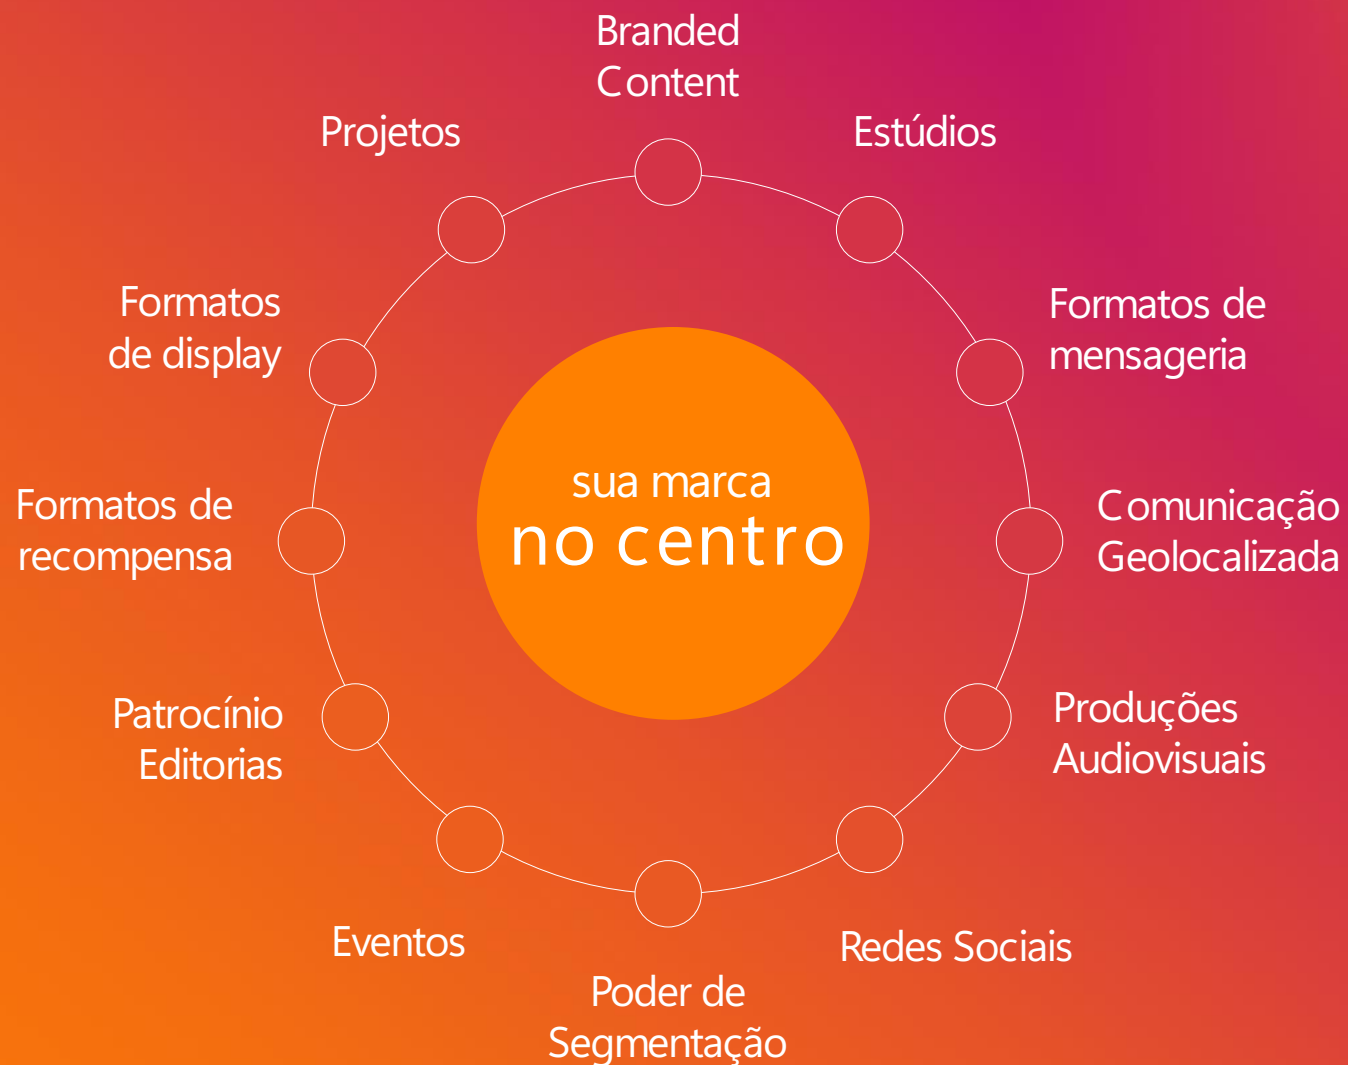 Branded
Content
Projetos
Estúdios
Formatos
de display
Formatos de
mensageria
sua marca
no centro
Formatos de
recompensa
Comunicação
Geolocalizada
Patrocínio
Editorias
Produções
Audiovisuais
Eventos
Redes Sociais
Poder de
Segmentação